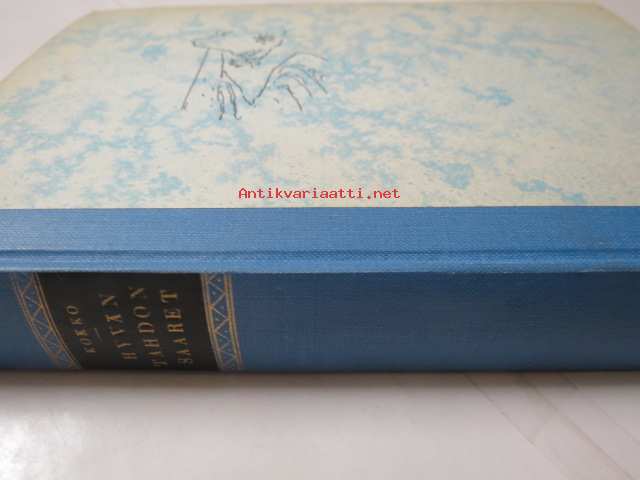 Antikvariaatti.net
KOKKO
HYVÄN
TAHDON
SAARET